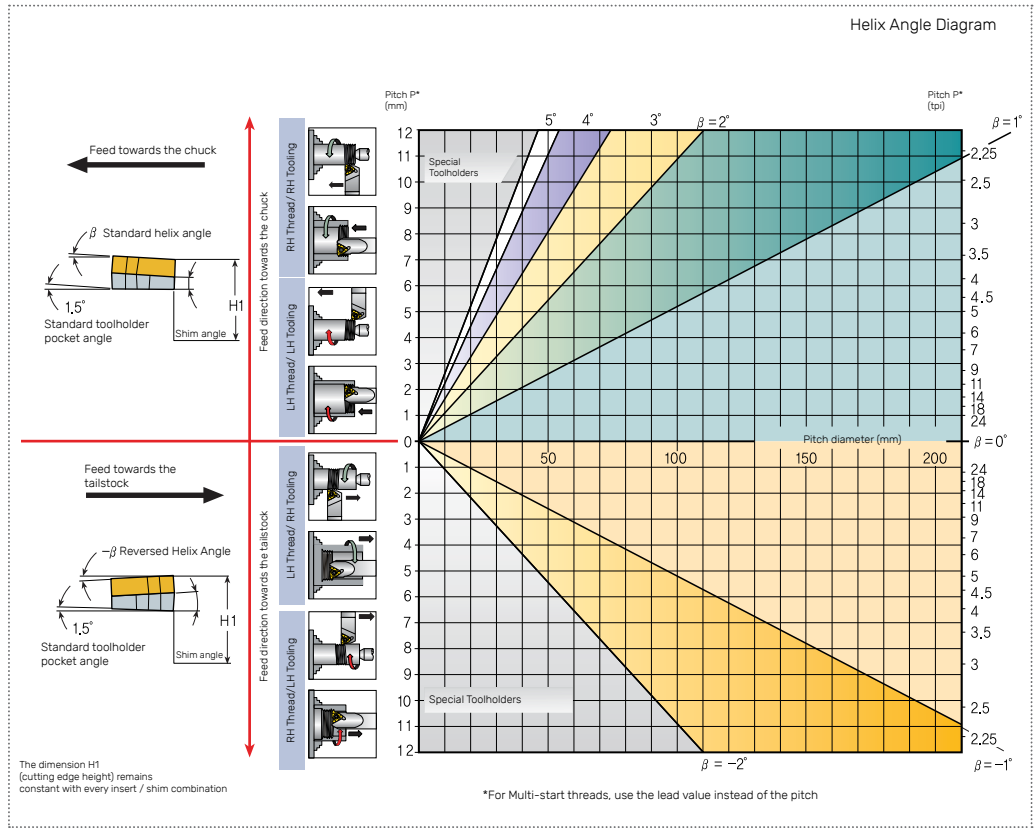 Helix Angle Diagram
Feed towards the chuck
β Standard helix angle
1.5°
Standard toolholder
pocket angle
H1
Shim angle
Feed direction towards the chuck
RH Thread/ RH Tooling
LH Thread/ LH Tooling
Pitch P*
(mm)
5° 4° 3° β=2°
Pitch P*
(tpi)
β=1°
Special
Toolholders
12
11
10
9
8
7
6
5
4
3
2
1
0
2,25
2.5
3
3,5
4
4.5
5
6
7
9
11
14
18
24
Pitch diameter (mm)
β=0°
50 100 150 200
Feed towards the
tailstock
-β Reversed Helix Angle
1.5°
Standard toolholder
pocket angle
H1
Shim angle
Feed direction towards the tailstock
LH Thread/ RH Tooling
RH Thread/LH Tooling
1
2
3
4
5
6
7
8
9
10
11
12
24
18
14
11
9
7
6
5
4.5
4
3,5
3
2.5
2.25
Special Toolholders
β=-2°
β=-1°
The dimension H1
(cutting edge height) remains
constant with every insert / shim combination
*For Multi-start threads, use the lead value instead of the pitch